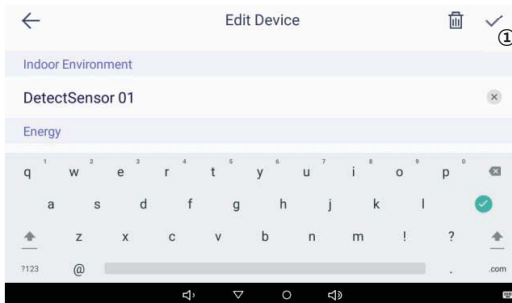 Edit Device
①
Indoor Environment
DetectSensor 01
Energy
1 2 3 4 5 6 7 8 9 0
q w e r t y u i o p
a s d f g h j k l
z x c v b n m ! ?
?123 @ . .com